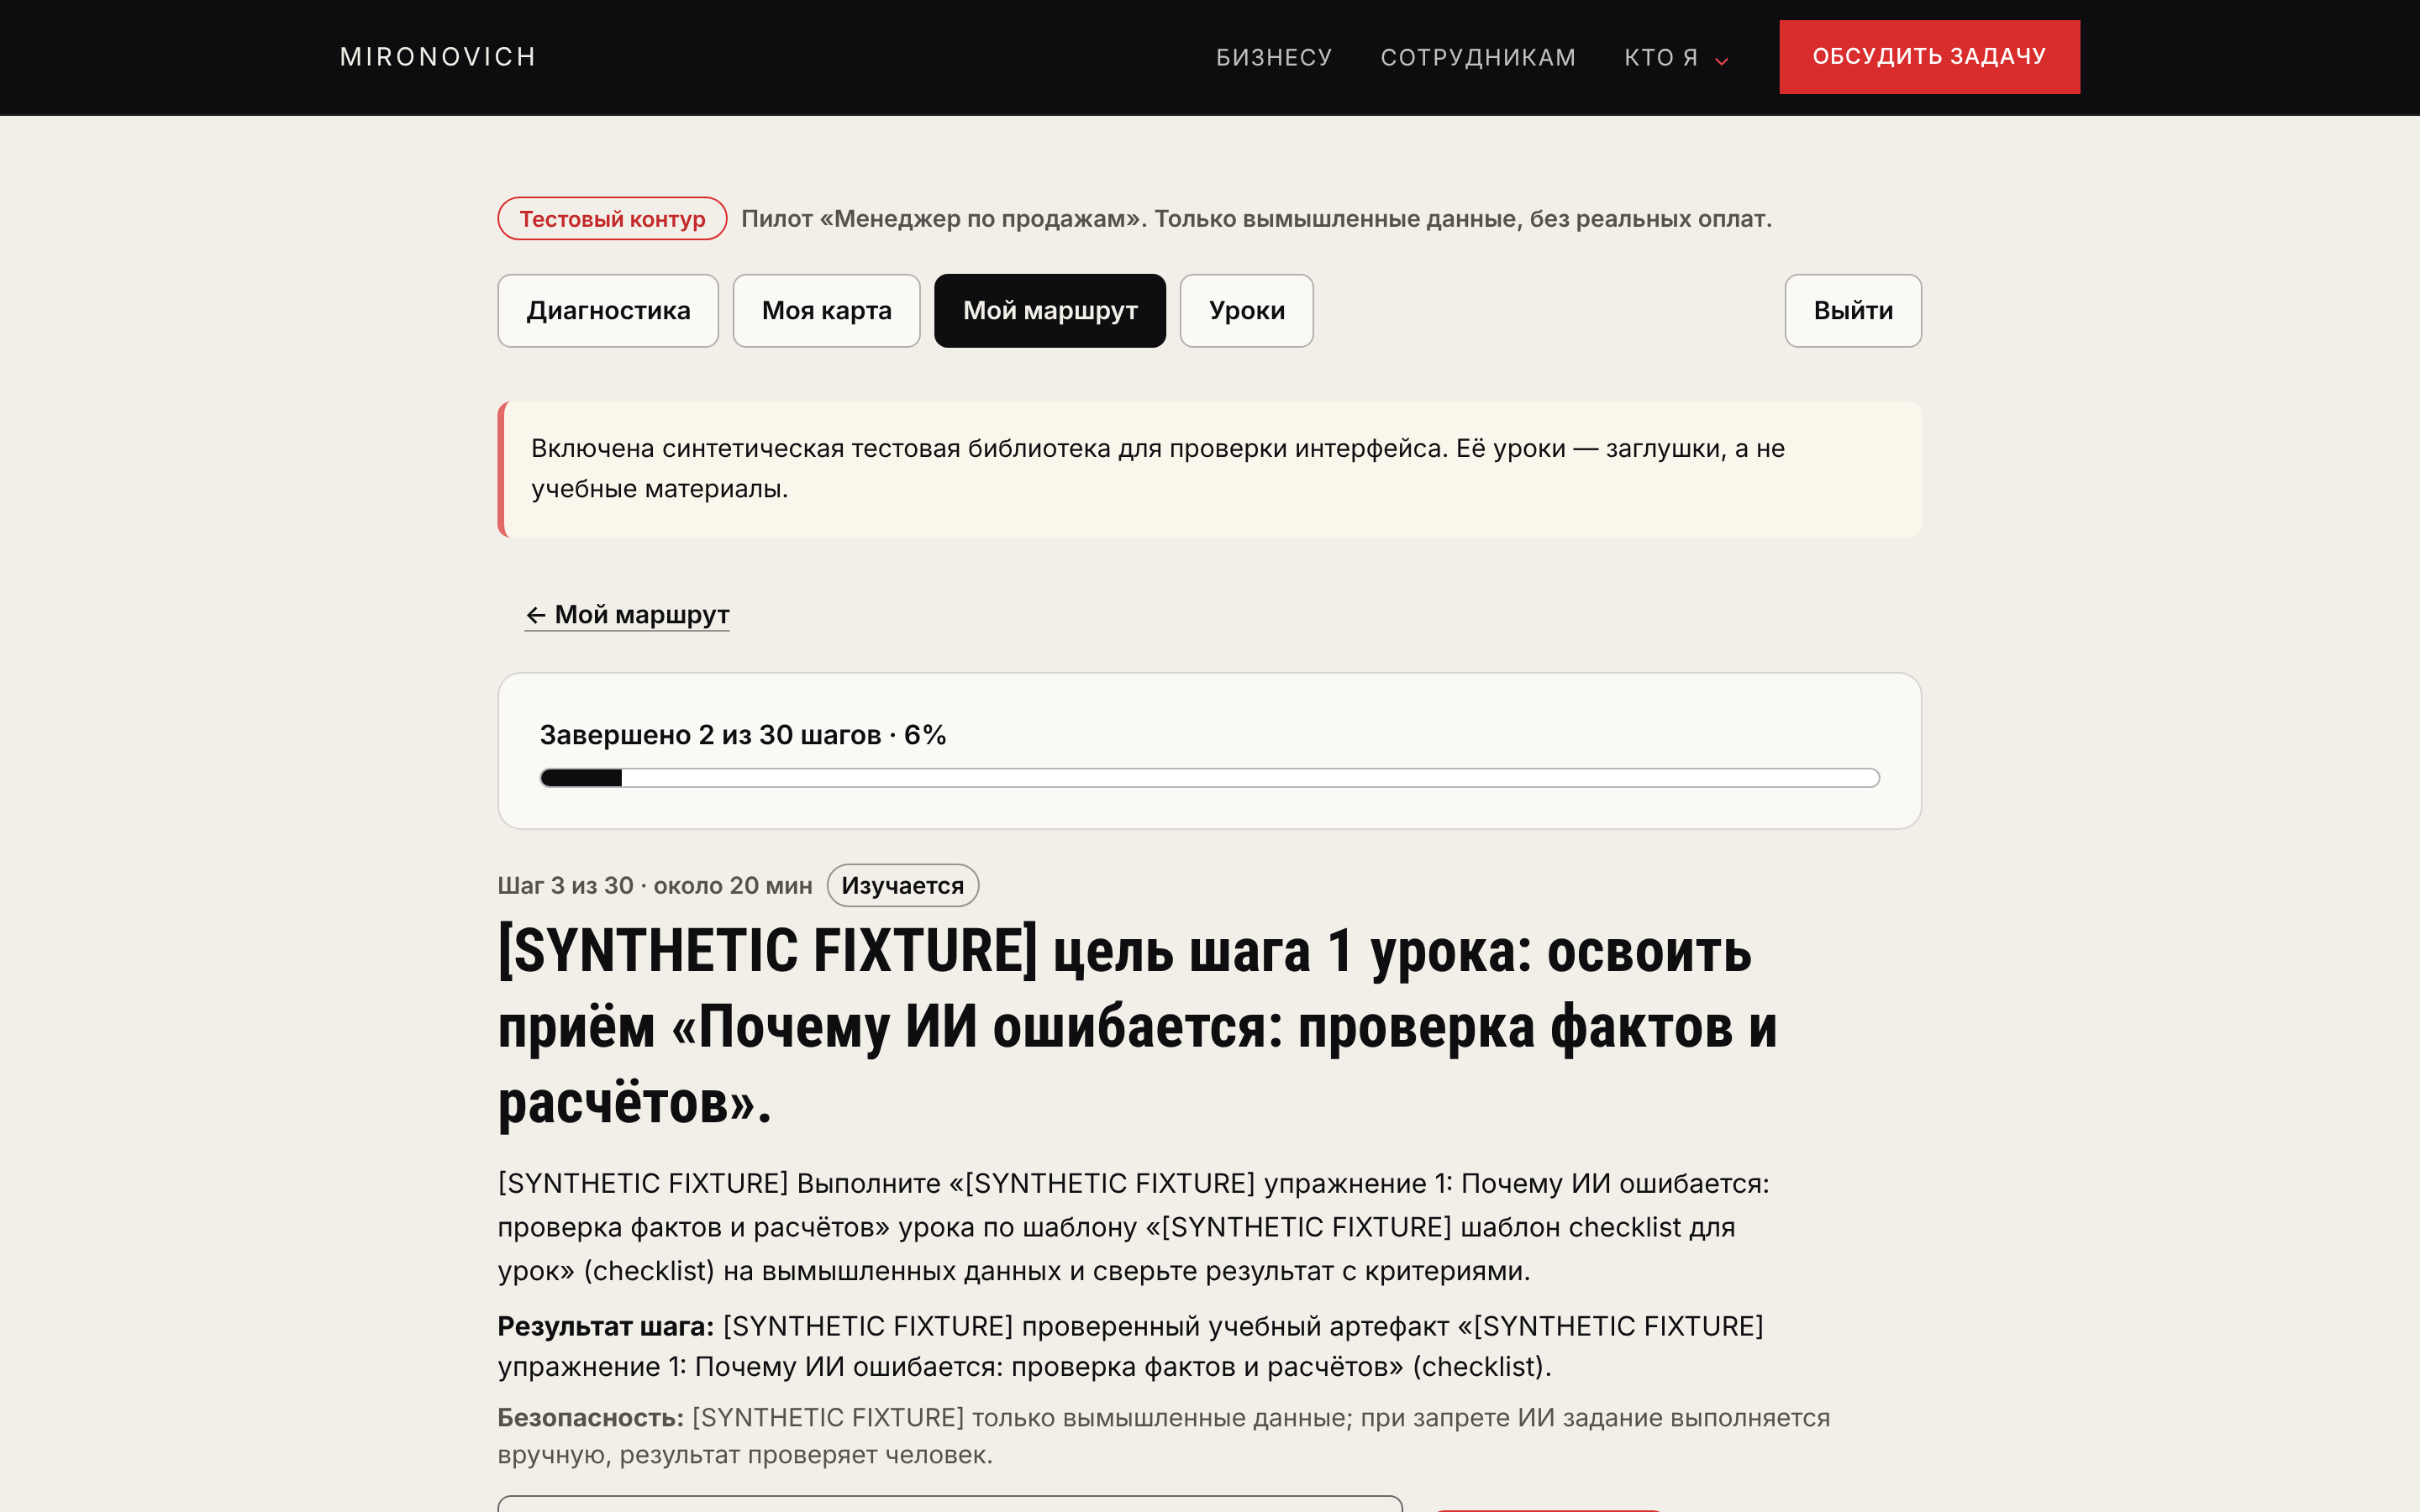 MIRONOVICH
БИЗНЕСУ
СОТРУДНИКАМ
КТО Я
ОБСУДИТЬ ЗАДАЧУ
Тестовый контур
Пилот «Менеджер по продажам». Только вымышленные данные, без реальных оплат.
Диагностика
Моя карта
Мой маршрут
Уроки
Выйти
Включена синтетическая тестовая библиотека для проверки интерфейса. Её уроки — заглушки, а не
учебные материалы.
← Мой маршрут
Завершено 2 из 30 шагов · 6%
Шаг 3 из 30 · около 20 мин
Изучается
[SYNTHETIC FIXTURE] цель шага 1 урока: освоить
приём «Почему ИИ ошибается: проверка фактов и
расчётов».
[SYNTHETIC FIXTURE] Выполните «[SYNTHETIC FIXTURE] упражнение 1: Почему ИИ ошибается:
проверка фактов и расчётов» урока по шаблону «[SYNTHETIC FIXTURE] шаблон checklist для
урок» (checklist) на вымышленных данных и сверьте результат с критериями.
Результат шага: [SYNTHETIC FIXTURE] проверенный учебный артефакт «[SYNTHETIC FIXTURE]
упражнение 1: Почему ИИ ошибается: проверка фактов и расчётов» (checklist).
Безопасность: [SYNTHETIC FIXTURE] только вымышленные данные; при запрете ИИ задание выполняется
вручную, результат проверяет человек.